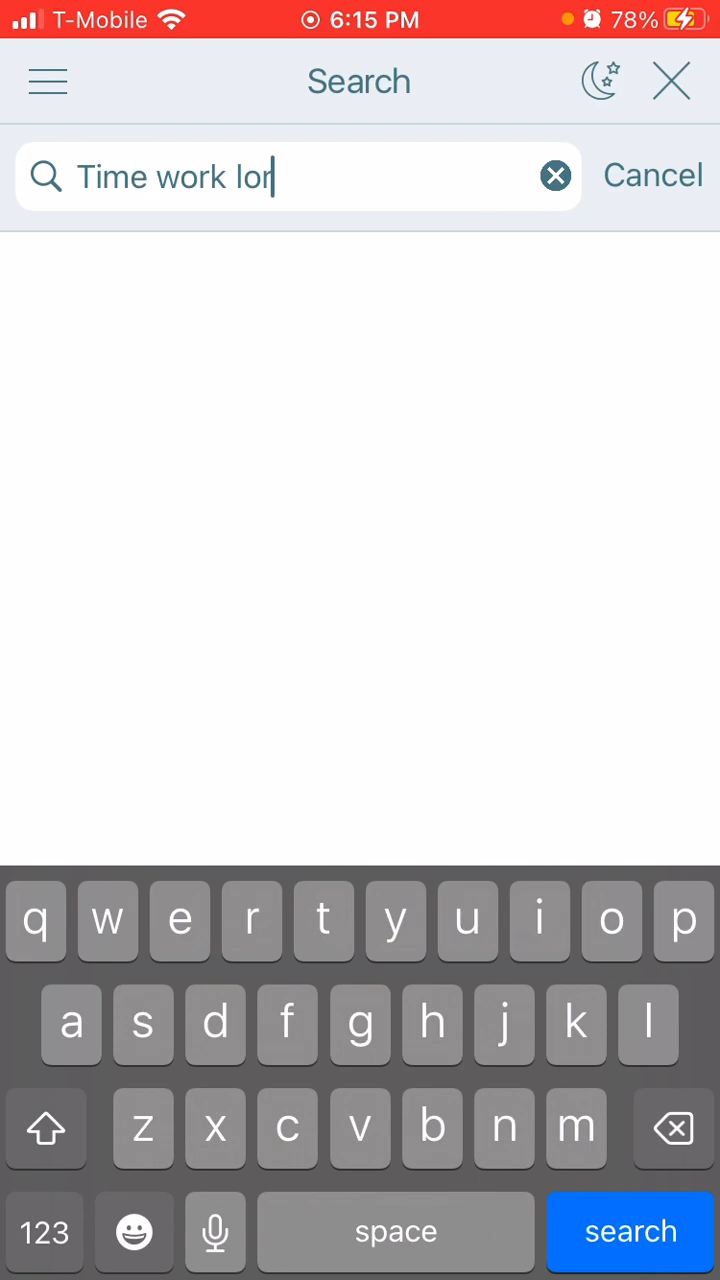 T-Mobile 6:15 PM 78%
Search
Time work lor Cancel
q w e r t y u i o p
a s d f g h j k l
z x c v b n m
123 space search